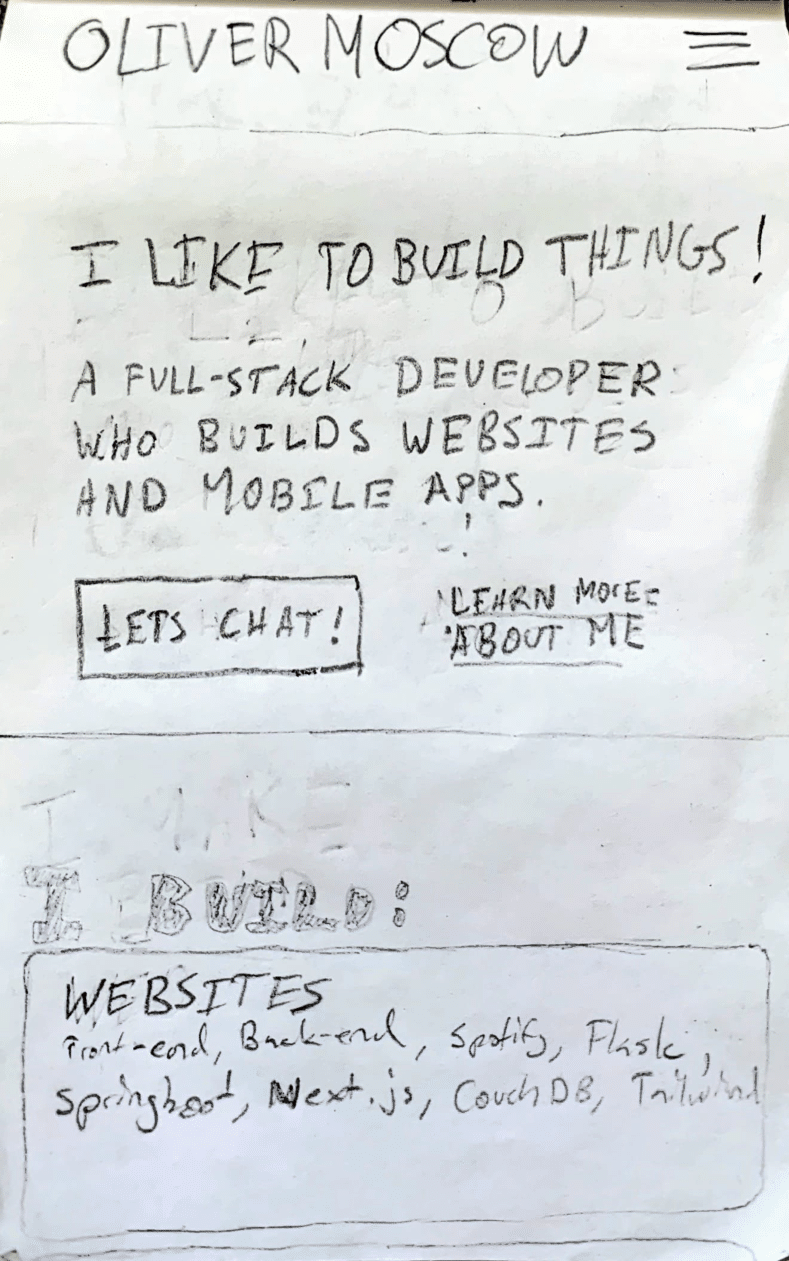 OLIVER MOSCOW
I LIKE TO BUILD THINGS!
A FULL-STACK DEVELOPER
WHO BUILDS WEBSITES
AND MOBILE APPS.
LETS CHAT!
LEARN MORE
ABOUT ME
I MAKE
I BUILD:
WEBSITES
Front-end, Back-end, Spotify, Flask,
Springboot, Next.js, CouchDB, Tailwind